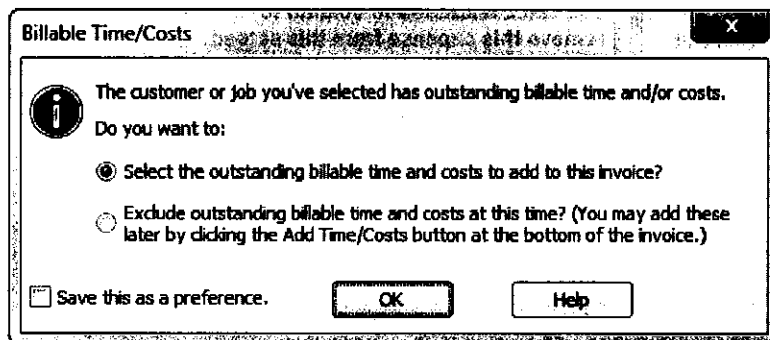 Billable Time/Costs
x
The customer or job you've selected has outstanding billable time and/or costs.
Do you want to:
Select the outstanding billable time and costs to add to this invoice?
Exclude outstanding billable time and costs at this time? (You may add these
later by clicking the Add Time/Costs button at the bottom of the invoice.)
Save this as a preference.
OK
Help